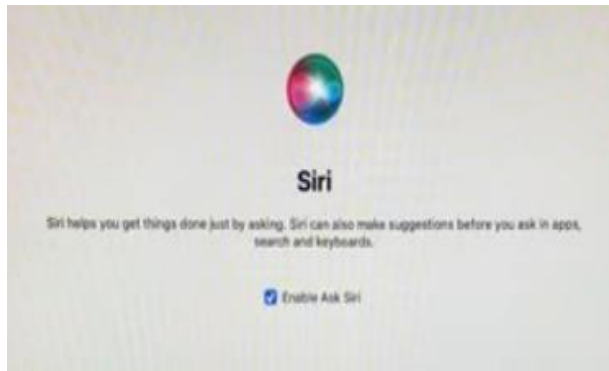 Siri
Siri helps you get things done just by asking. Siri can also make suggestions before you ask in apps,
search and keyboards.
Enable Ask Siri